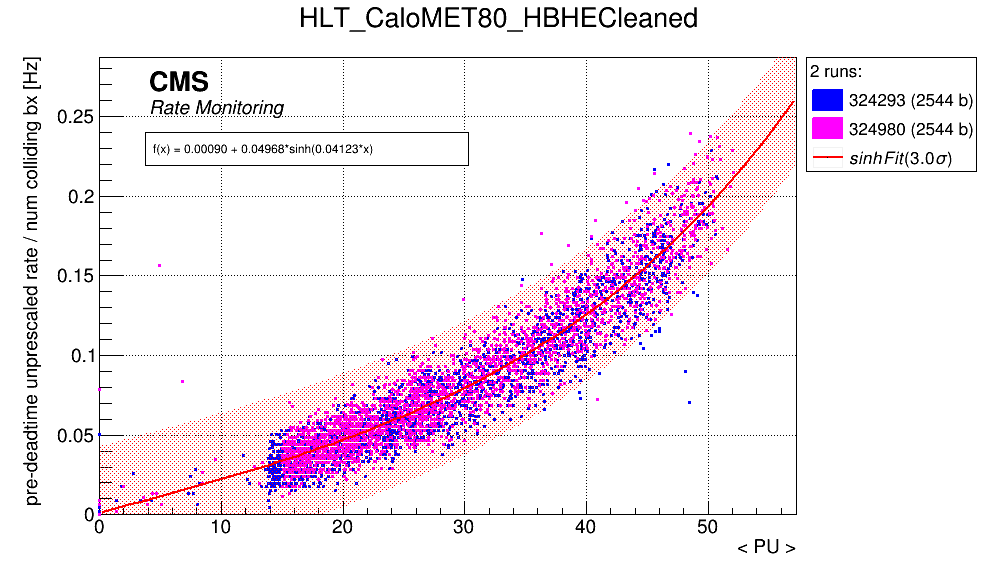 HLT_CaloMET80_HBHECleaned
pre-deadtime unprescaled rate / num colliding bx [Hz]
CMS
Rate Monitoring
f(x) = 0.00090 + 0.04968*sinh(0.04123*x)
2 runs:
324293 (2544 b)
324980 (2544 b)
sinhFit(3.0σ)
0.25
0.2
0.15
0.1
0.05
0
0 10 20 30 40 50
< PU >